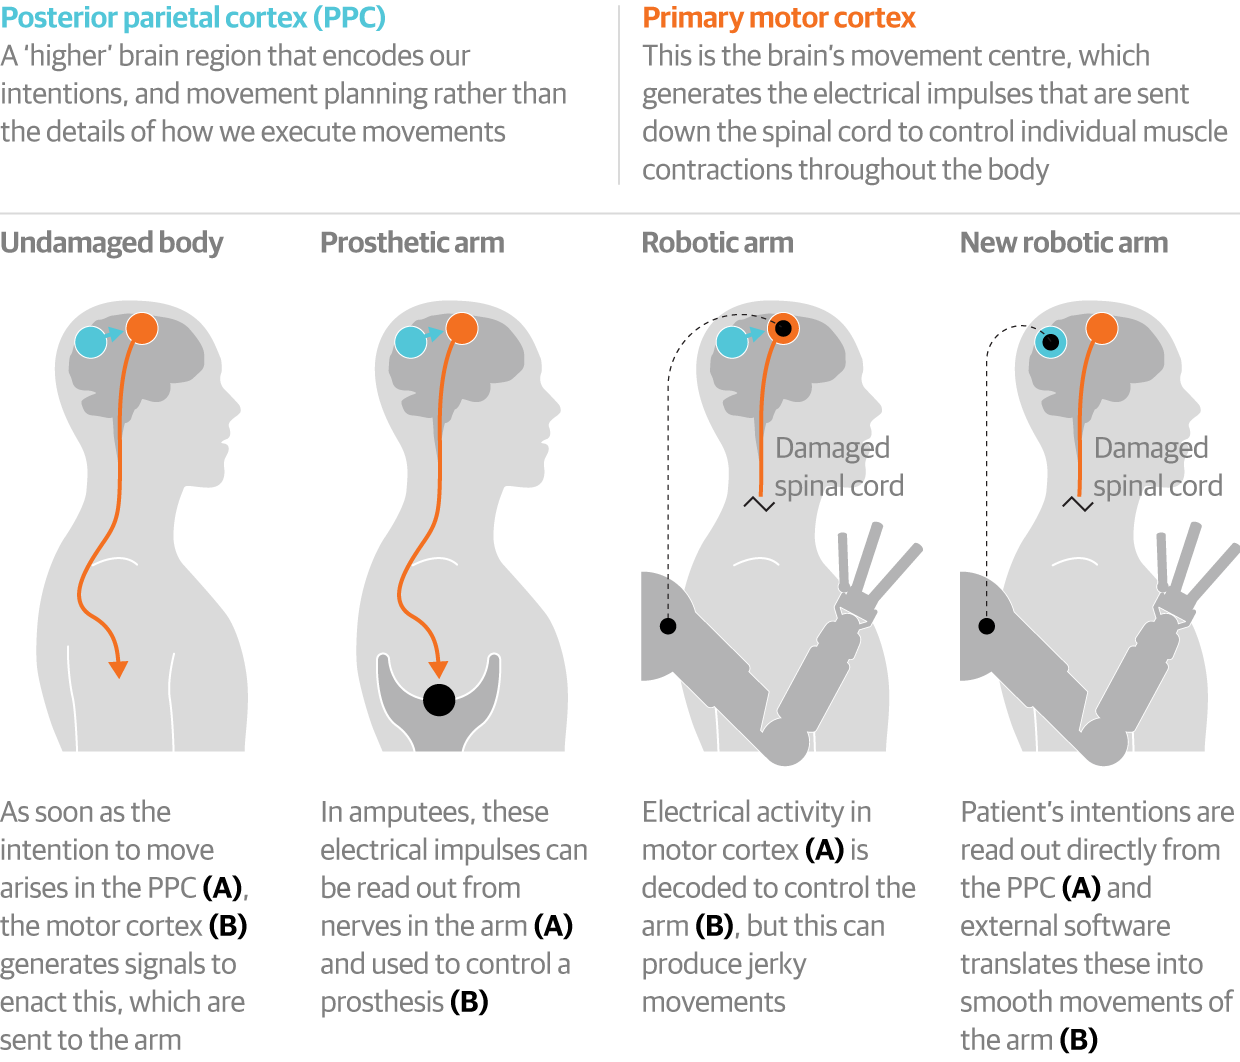 Posterior parietal cortex (PPC)
A ‘higher’ brain region that encodes our
intentions, and movement planning rather than
the details of how we execute movements
Primary motor cortex
This is the brain’s movement centre, which
generates the electrical impulses that are sent
down the spinal cord to control individual muscle
contractions throughout the body
Undamaged body
As soon as the
intention to move
arises in the PPC (A),
the motor cortex (B)
generates signals to
enact this, which are
sent to the arm
Prosthetic arm
In amputees, these
electrical impulses can
be read out from
nerves in the arm (A)
and used to control a
prosthesis (B)
Robotic arm
Damaged
spinal cord
Electrical activity in
motor cortex (A) is
decoded to control the
arm (B), but this can
produce jerky
movements
New robotic arm
Damaged
spinal cord
Patient’s intentions are
read out directly from
the PPC (A) and
external software
translates these into
smooth movements of
the arm (B)